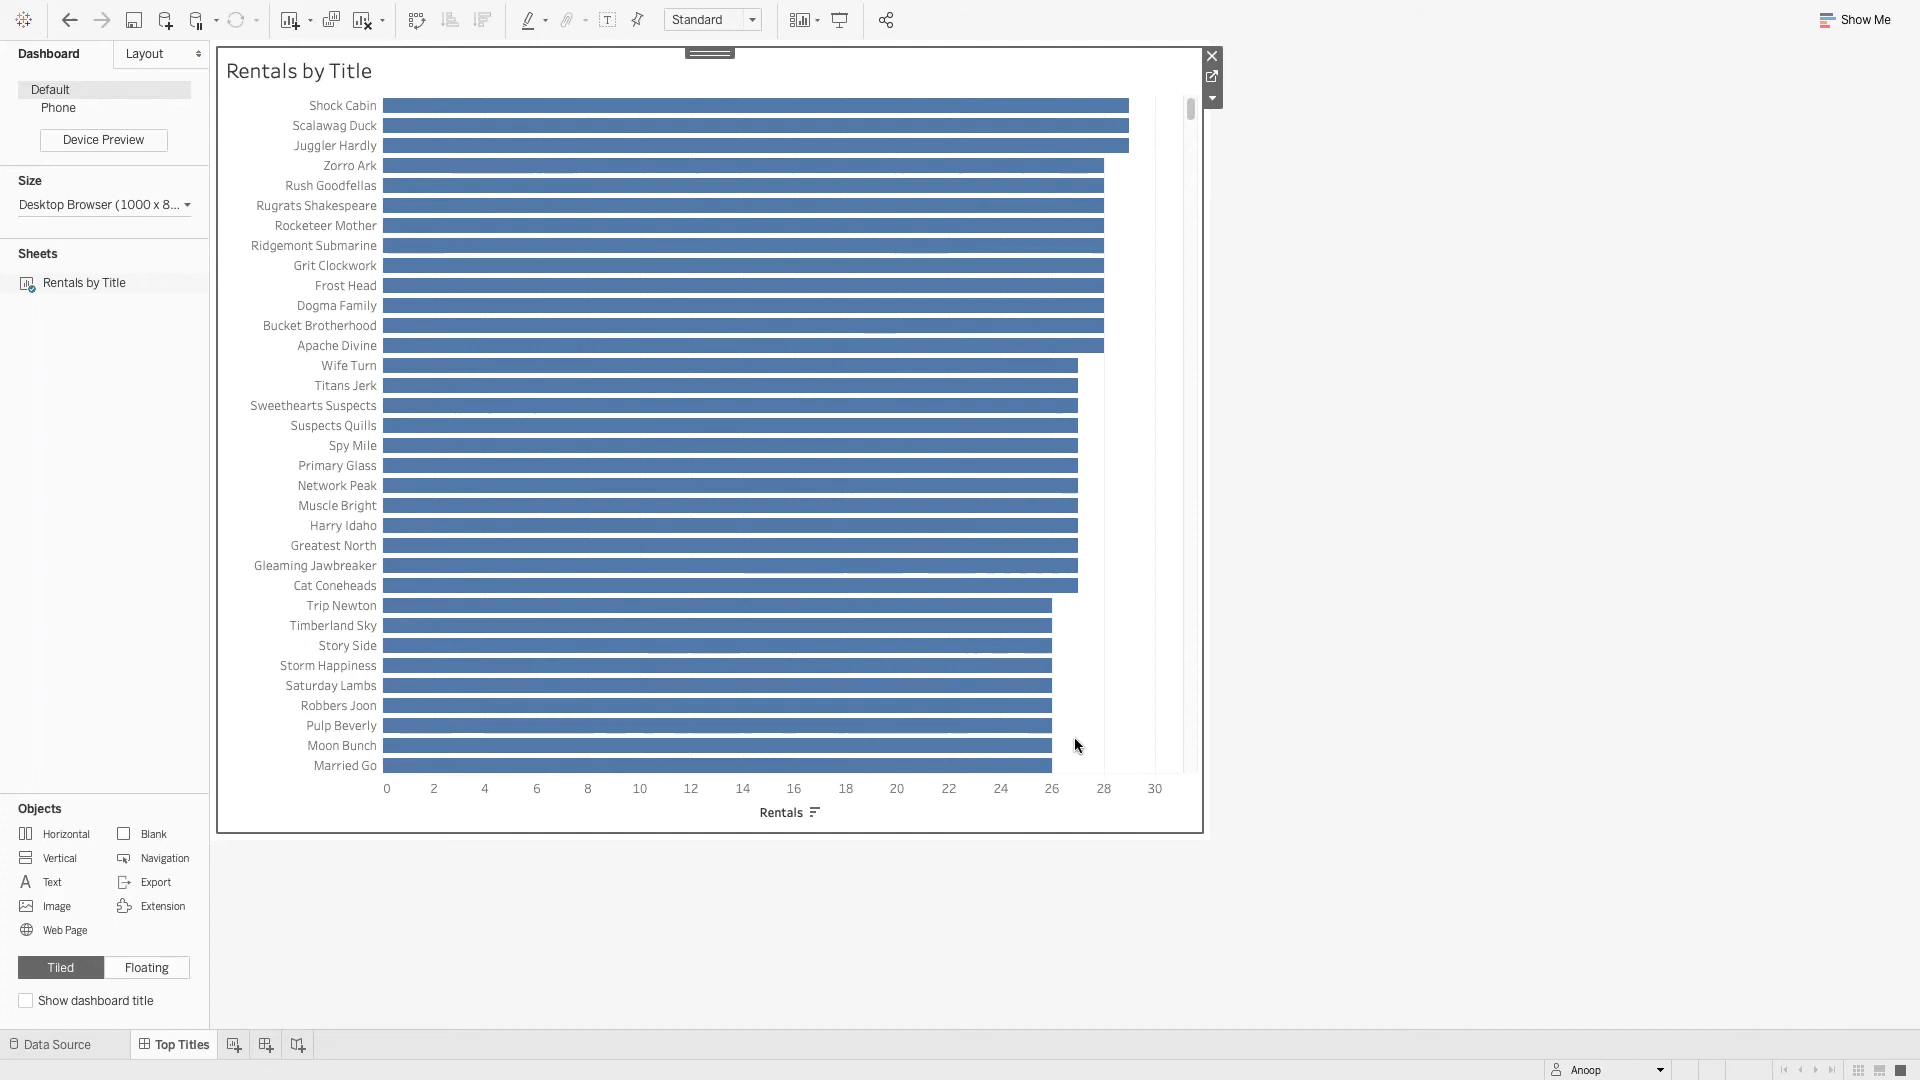 Standard
Show Me
Dashboard
Layout
Default
Phone
Device Preview
Size
Desktop Browser (1000 x 8...
Sheets
Rentals by Title
Objects
Horizontal
Blank
Vertical
Navigation
A Text
Export
Image
Extension
Web Page
Tiled
Floating
Show dashboard title
Rentals by Title
Shock Cabin
Scalawag Duck
Juggler Hardly
Zorro Ark
Rush Goodfellas
Rugrats Shakespeare
Rocketeer Mother
Ridgemont Submarine
Grit Clockwork
Frost Head
Dogma Family
Bucket Brotherhood
Apache Divine
Wife Turn
Titans Jerk
Sweethearts Suspects
Suspects Quills
Spy Mile
Primary Glass
Network Peak
Muscle Bright
Harry Idaho
Greatest North
Gleaming Jawbreaker
Cat Coneheads
Trip Newton
Timberland Sky
Story Side
Storm Happiness
Saturday Lambs
Robbers Joon
Pulp Beverly
Moon Bunch
Married Go
0 2 4 6 8 10 12 14 16 18 20 22 24 26 28 30
Rentals
Data Source
Top Titles
Anoop